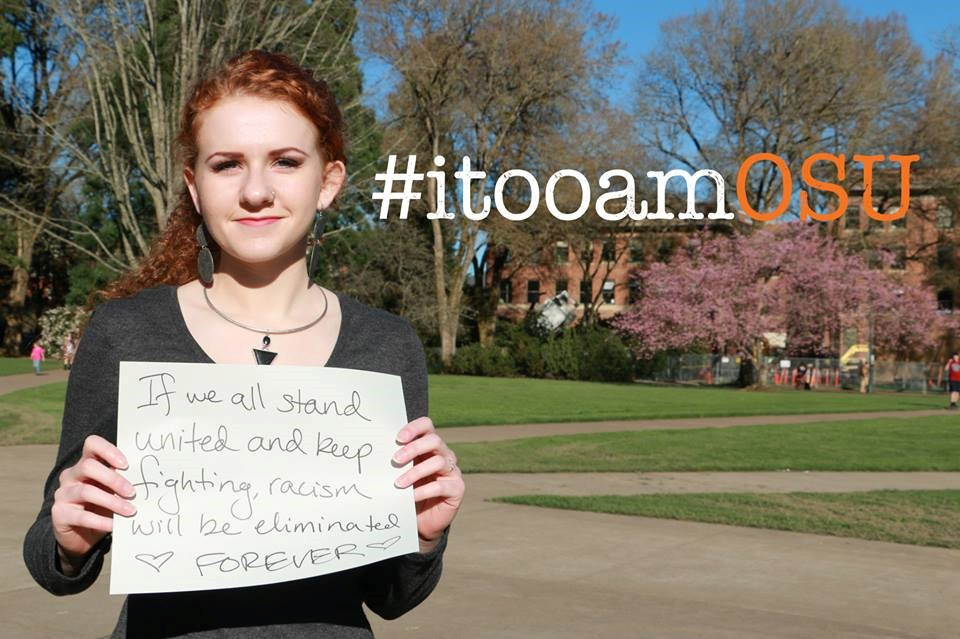 #itooamOSU
If we all stand
united and keep
fighting, racism
will be eliminated
♡ FOREVER ♡